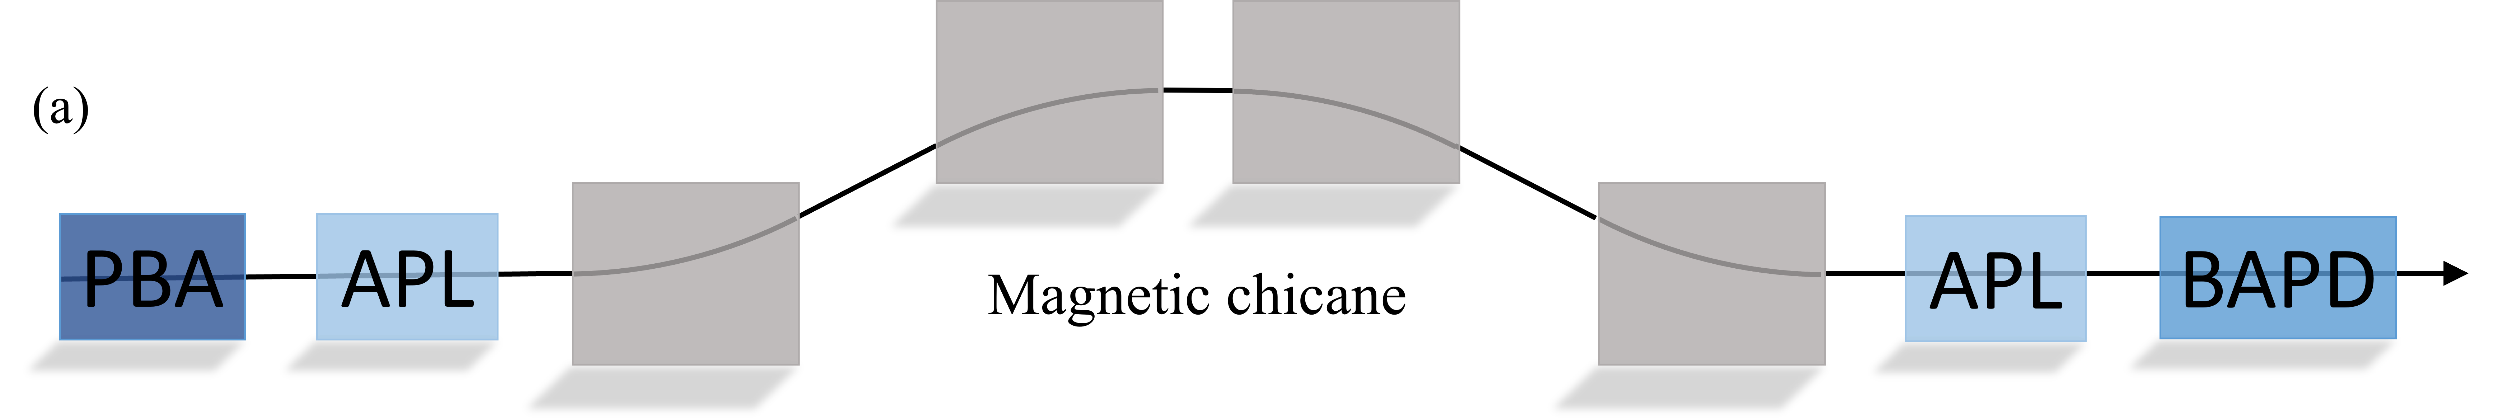 (a)
PBA APL Magnetic chicane APL BAPD